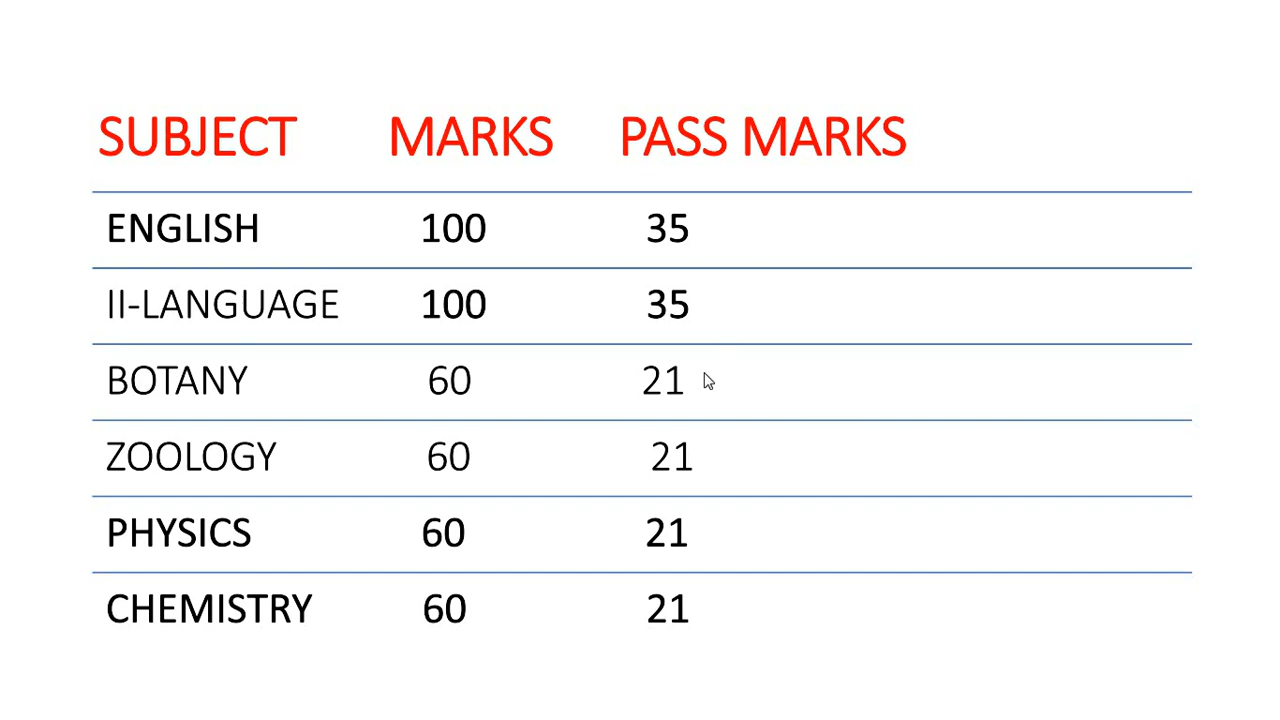 SUBJECT MARKS PASS MARKS
ENGLISH 100 35
II-LANGUAGE 100 35
BOTANY 60 21
ZOOLOGY 60 21
PHYSICS 60 21
CHEMISTRY 60 21